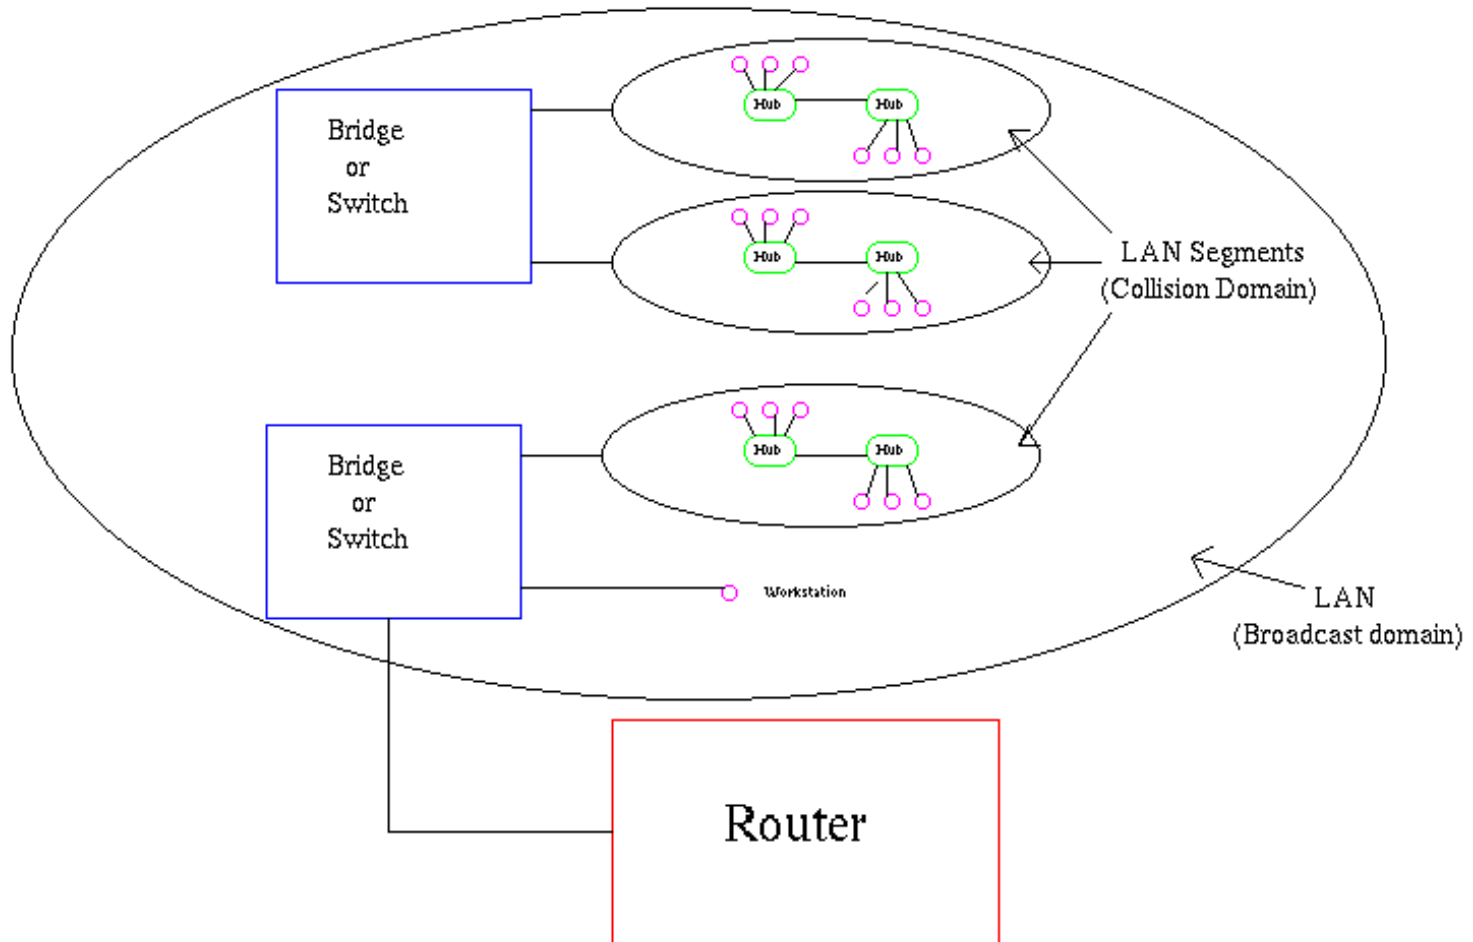 Hub
Hub
Bridge
or
Switch
Hub
Hub
LAN Segments
(Collision Domain)
Hub
Hub
Bridge
or
Switch
Workstation
LAN
(Broadcast domain)
Router